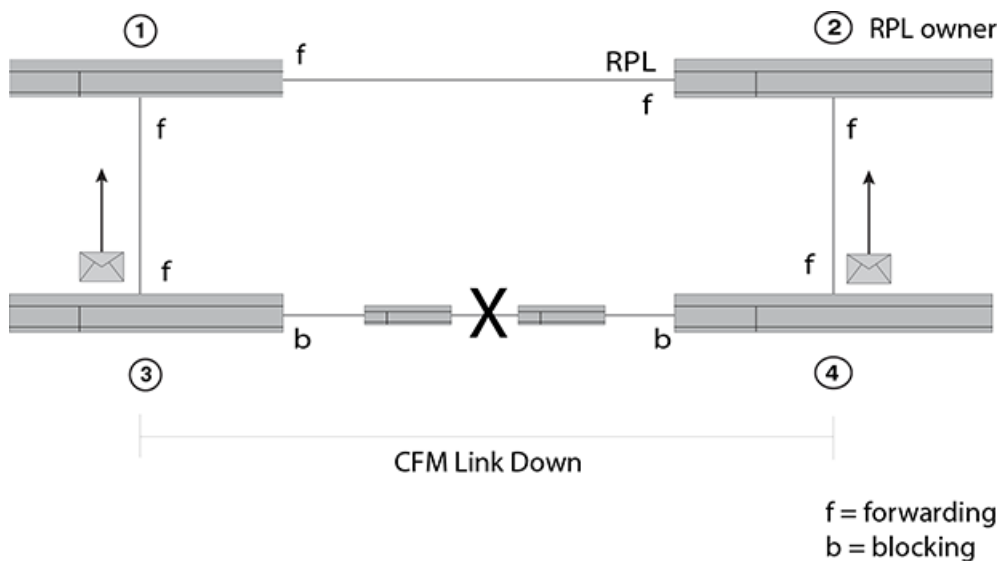 1
2 RPL owner
f
RPL
f
f
f
f
f
b
X
b
3
4
CFM Link Down
f = forwarding
b = blocking